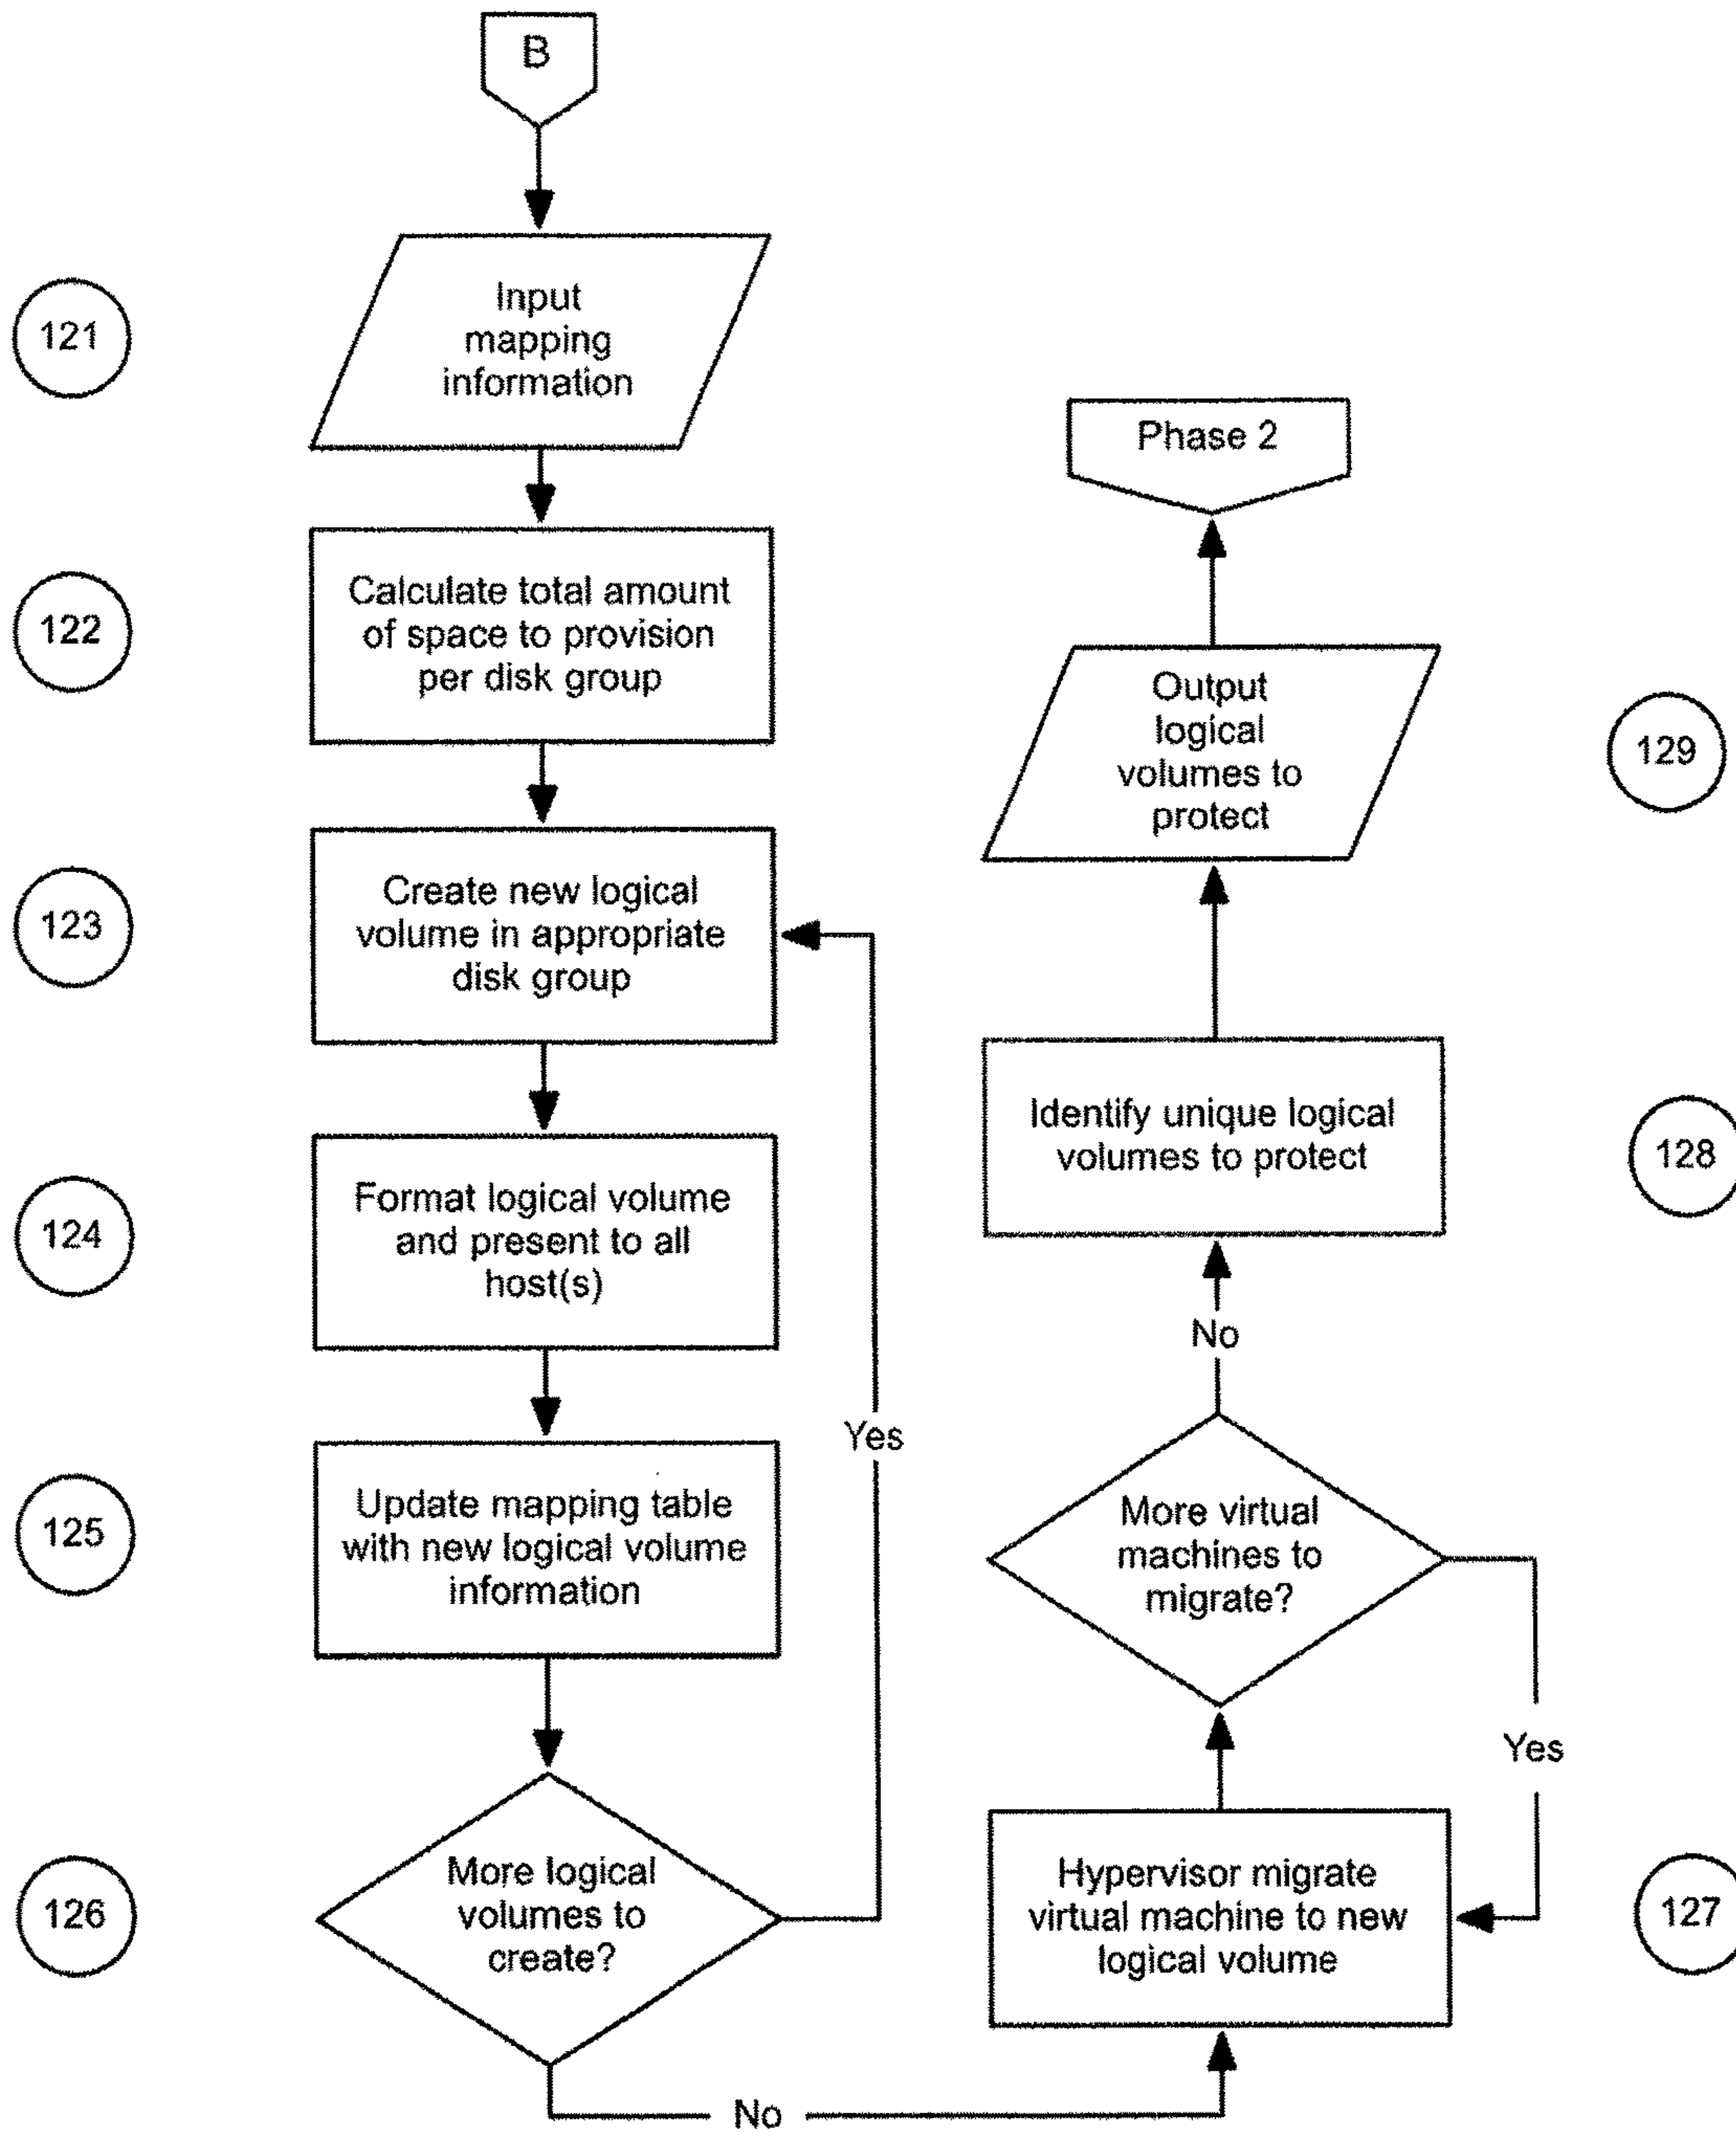 B
121
Input
mapping
information
122
Calculate total amount
of space to provision
per disk group
123
Create new logical
volume in appropriate
disk group
124
Format logical volume
and present to all
host(s)
Yes
125
Update mapping table
with new logical volume
information
126
More logical
volumes to
create?
No
Hypervisor migrate
virtual machine to new
logical volume
127
Yes
More virtual
machines to
migrate?
No
Identify unique logical
volumes to protect
128
Output
logical
volumes to
protect
129
Phase 2